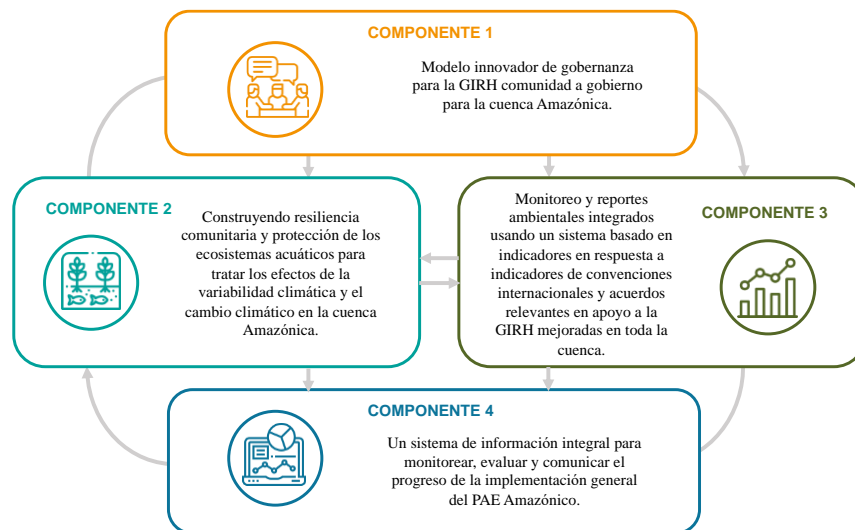 COMPONENTE 1
Modelo innovador de gobernanza
para la GIRH comunidad a gobierno
para la cuenca Amazónica.
COMPONENTE 2
Construyendo resiliencia
comunitaria y protección de los
ecosistemas acuáticos para
tratar los efectos de la
variabilidad climática y el
cambio climático en la cuenca
Amazónica.
Monitoreo y reportes
ambientales integrados
usando un sistema basado en
indicadores en respuesta a
indicadores de convenciones
internacionales y acuerdos
relevantes en apoyo a la
GIRH mejoradas en toda la
cuenca.
COMPONENTE 3
COMPONENTE 4
Un sistema de información integral para
monitorear, evaluar y comunicar el
progreso de la implementación general
del PAE Amazónico.